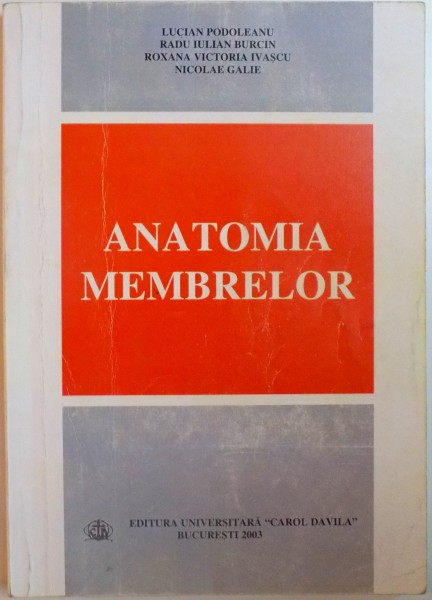 LUCIAN PODOLEANU
RADU IULIAN BURCIN
ROXANA VICTORIA IVAȘCU
NICOLAE GALIE
ANATOMIA
MEMBRELOR
EDITURA UNIVERSITARĂ "CAROL DAVILA"
BUCUREȘTI 2003